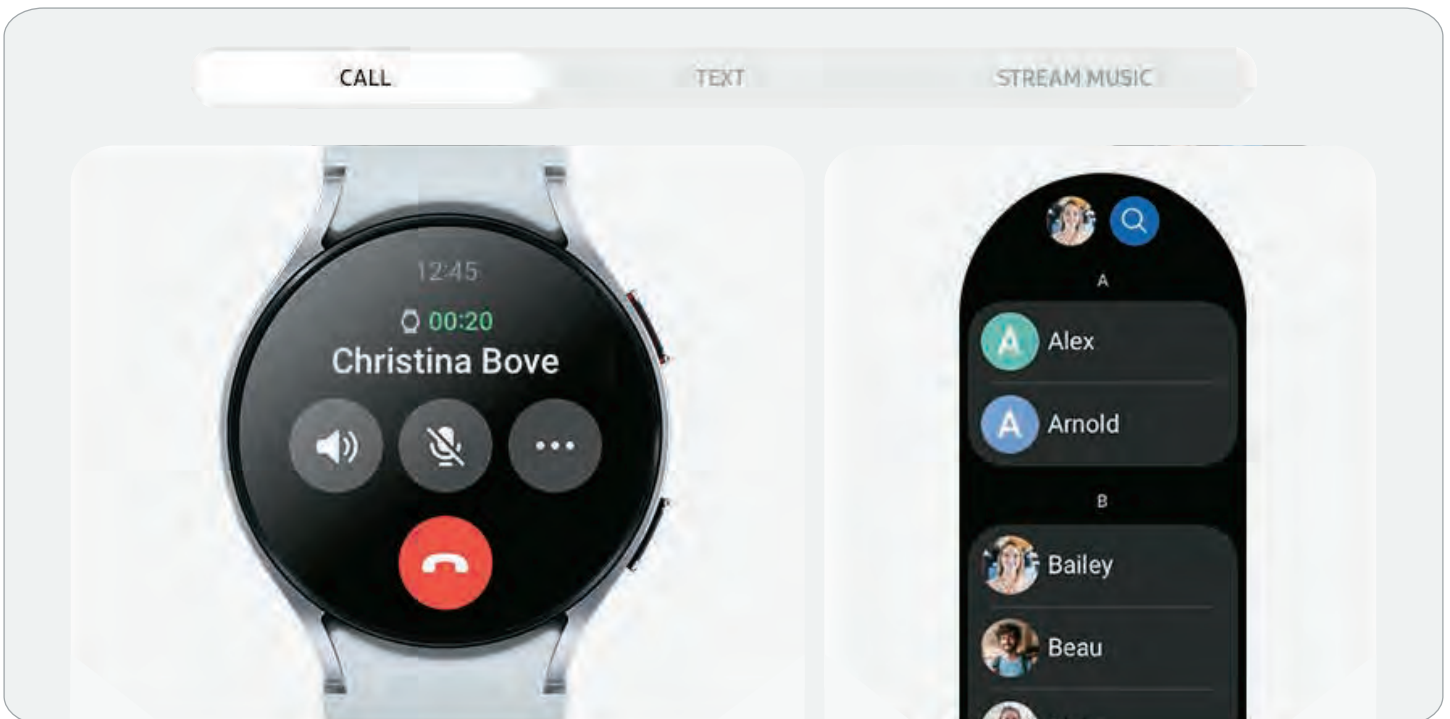 CALL
TEXT
STREAM MUSIC
12:45
00:20
Christina Bove
A
A Alex
A Arnold
B
Bailey
Beau